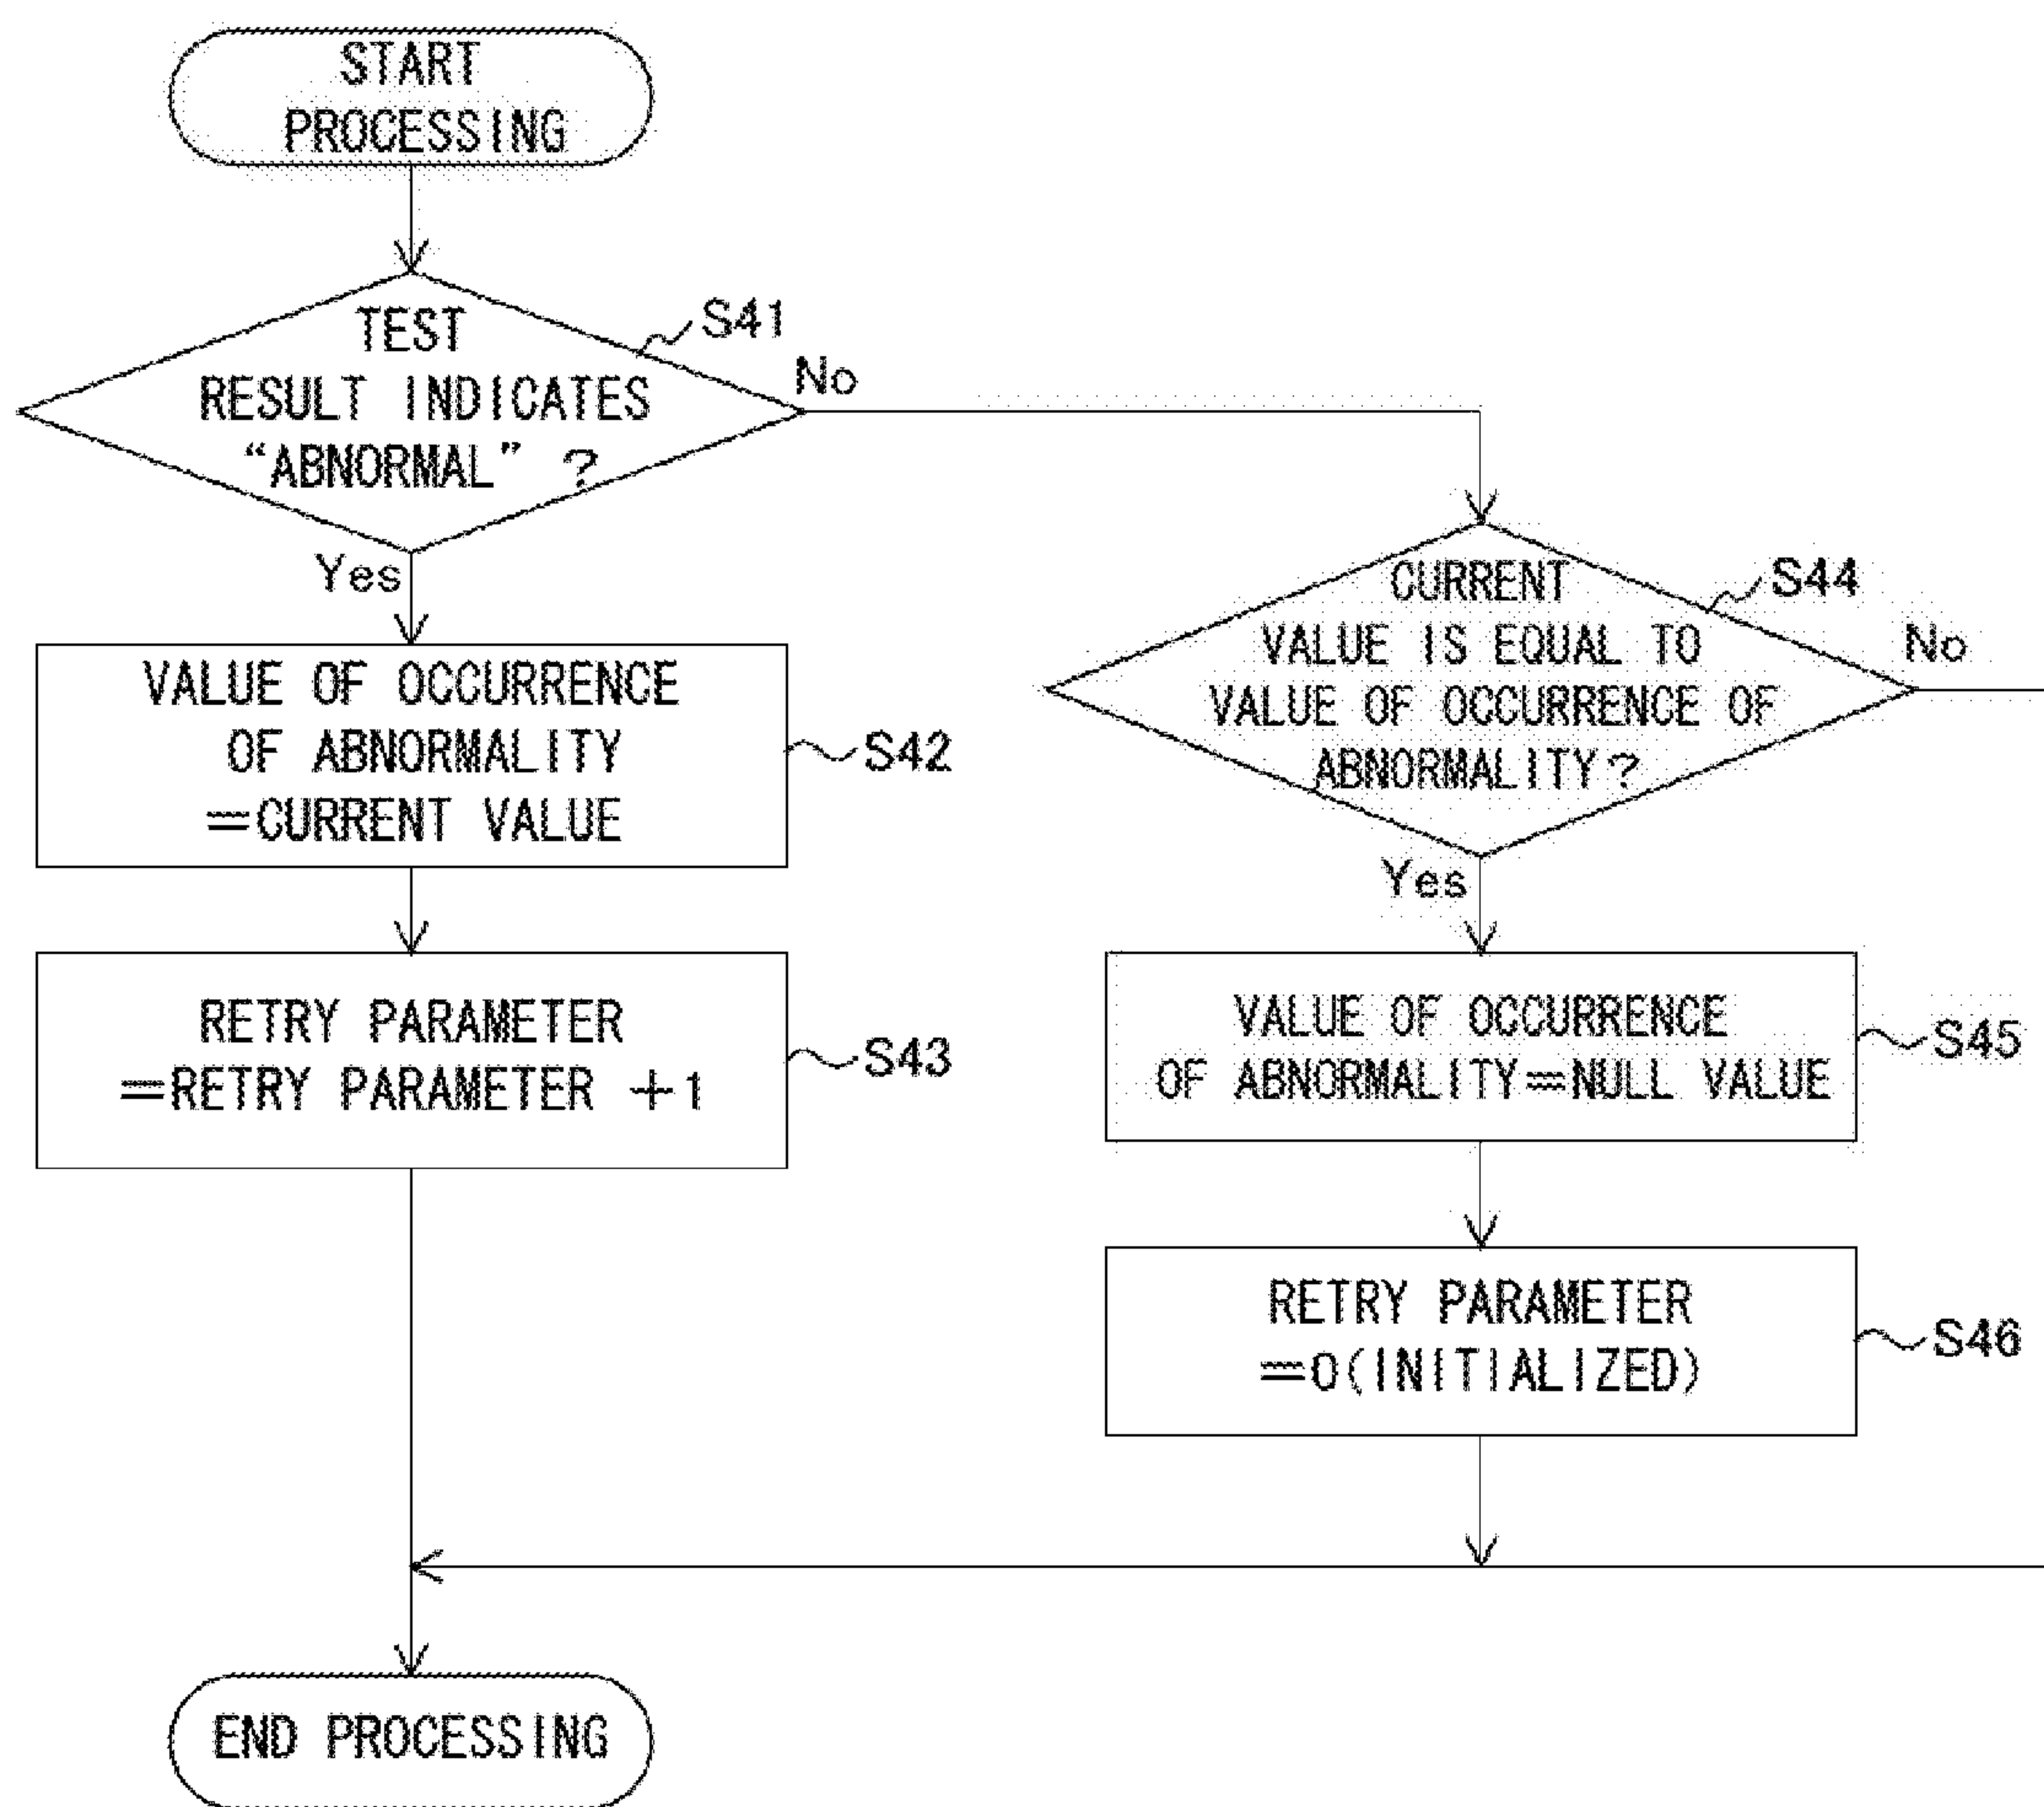 START
PROCESSING
S41
TEST
RESULT INDICATES
“ABNORMAL” ?
No
Yes
VALUE OF OCCURRENCE
OF ABNORMALITY
=CURRENT VALUE
S42
RETRY PARAMETER
=RETRY PARAMETER +1
S43
S44
CURRENT
VALUE IS EQUAL TO
VALUE OF OCCURRENCE OF
ABNORMALITY?
No
Yes
VALUE OF OCCURRENCE
OF ABNORMALITY=NULL VALUE
S45
RETRY PARAMETER
=0(INITIALIZED)
S46
END PROCESSING